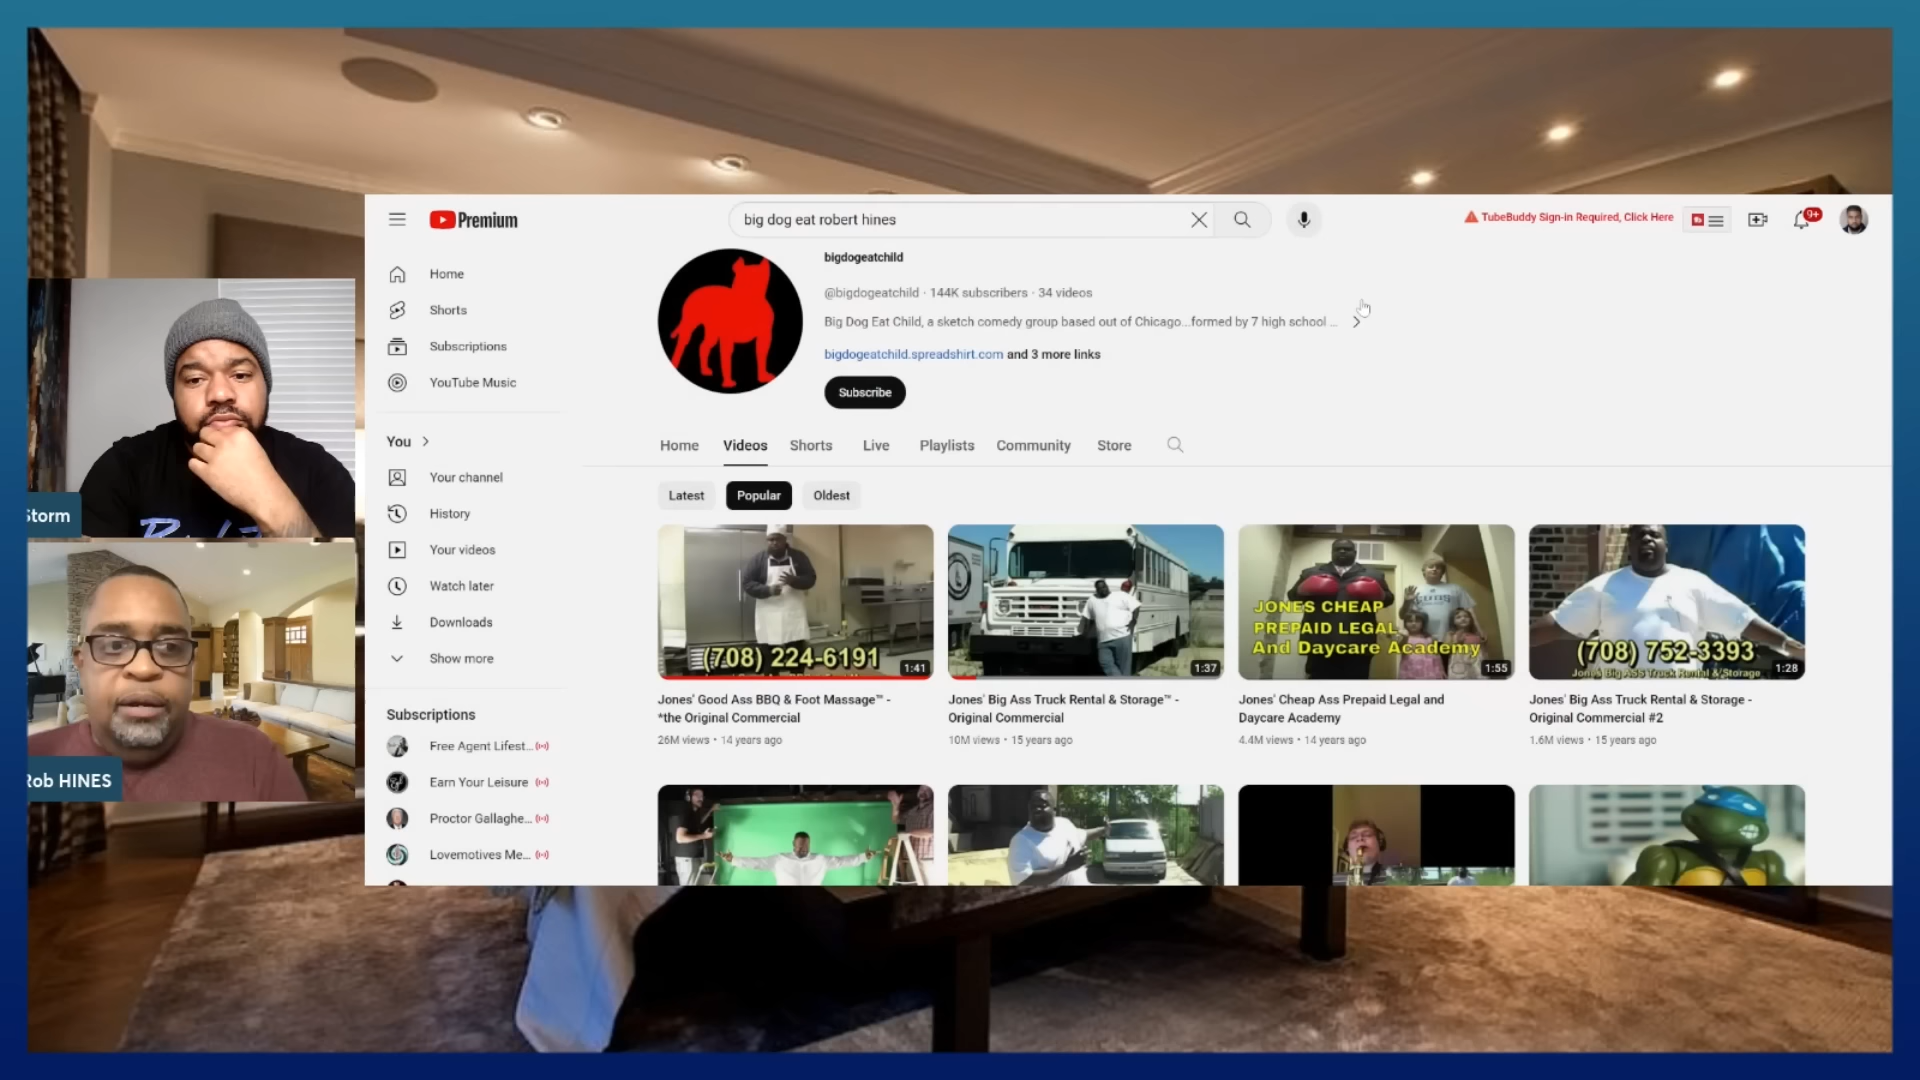 Premium
big dog eat robert hines
TubeBuddy Sign-in Required, Click Here
9+
Home
Shorts
Subscriptions
YouTube Music
You
Your channel
History
Your videos
Watch later
Downloads
Show more
Subscriptions
Free Agent Lifest...
Earn Your Leisure
Proctor Gallaghe...
Lovemotives Me...
Storm
Rob HINES
bigdogeatchild
@bigdogeatchild · 144K subscribers · 34 videos
Big Dog Eat Child, a sketch comedy group based out of Chicago...formed by 7 high school ...
bigdogeatchild.spreadshirt.com and 3 more links
Subscribe
Home Videos Shorts Live Playlists Community Store
Latest Popular Oldest
(708) 224-6191
1:41
Jones' Good Ass BBQ & Foot Massage™ -
*the Original Commercial
26M views • 14 years ago
1:37
Jones' Big Ass Truck Rental & Storage™ -
Original Commercial
10M views • 15 years ago
JONES CHEAP
PREPAID LEGAL
And Daycare Academy
1:55
Jones' Cheap Ass Prepaid Legal and
Daycare Academy
4.4M views • 14 years ago
(708) 752-3393
Jones Big ASS Truck Rental & Storage
1:28
Jones' Big Ass Truck Rental & Storage -
Original Commercial #2
1.6M views • 15 years ago